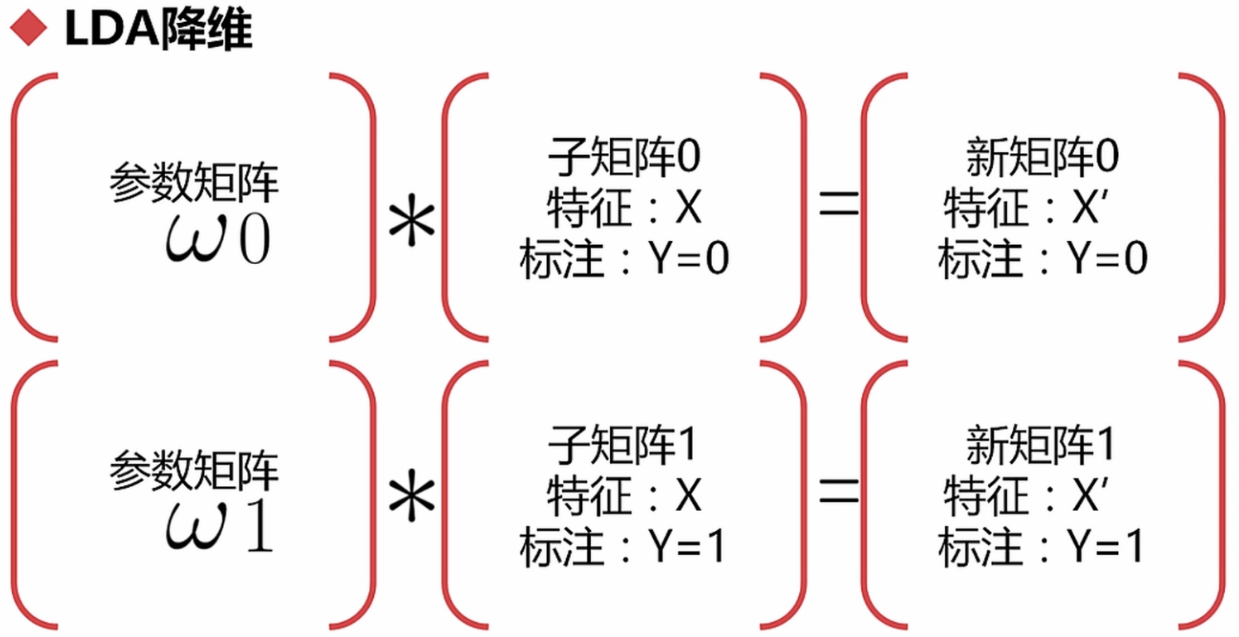 LDA降维
参数矩阵
ω0
*
子矩阵0
特征：X
标注：Y=0
=
新矩阵0
特征：X′
标注：Y=0
参数矩阵
ω1
*
子矩阵1
特征：X
标注：Y=1
=
新矩阵1
特征：X′
标注：Y=1